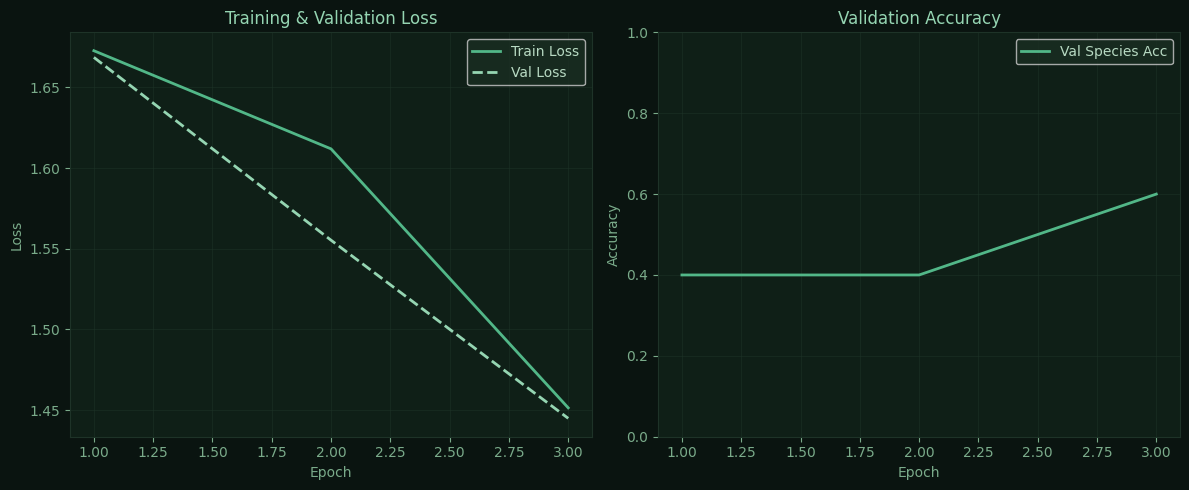 Training & Validation Loss
Train Loss
Val Loss
1.65
1.60
1.55
1.50
1.45
Loss
1.00 1.25 1.50 1.75 2.00 2.25 2.50 2.75 3.00
Epoch
Validation Accuracy
Val Species Acc
1.0
0.8
0.6
0.4
0.2
0.0
Accuracy
1.00 1.25 1.50 1.75 2.00 2.25 2.50 2.75 3.00
Epoch